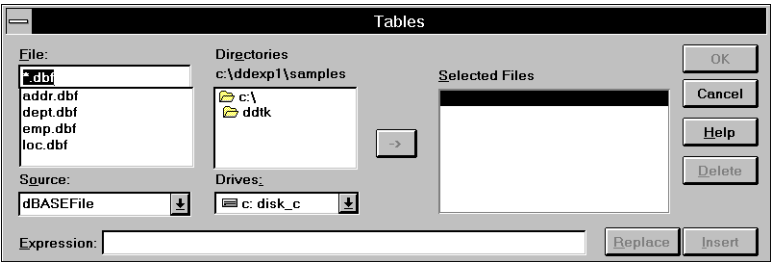 Tables
File:
*.dbf
addr.dbf
dept.dbf
emp.dbf
loc.dbf
Source:
dBASEFile
Directories
c:\ddexp1\samples
c:\
ddtk
Drives:
c: disk_c
->
Selected Files
OK
Cancel
Help
Delete
Expression:
Replace
Insert